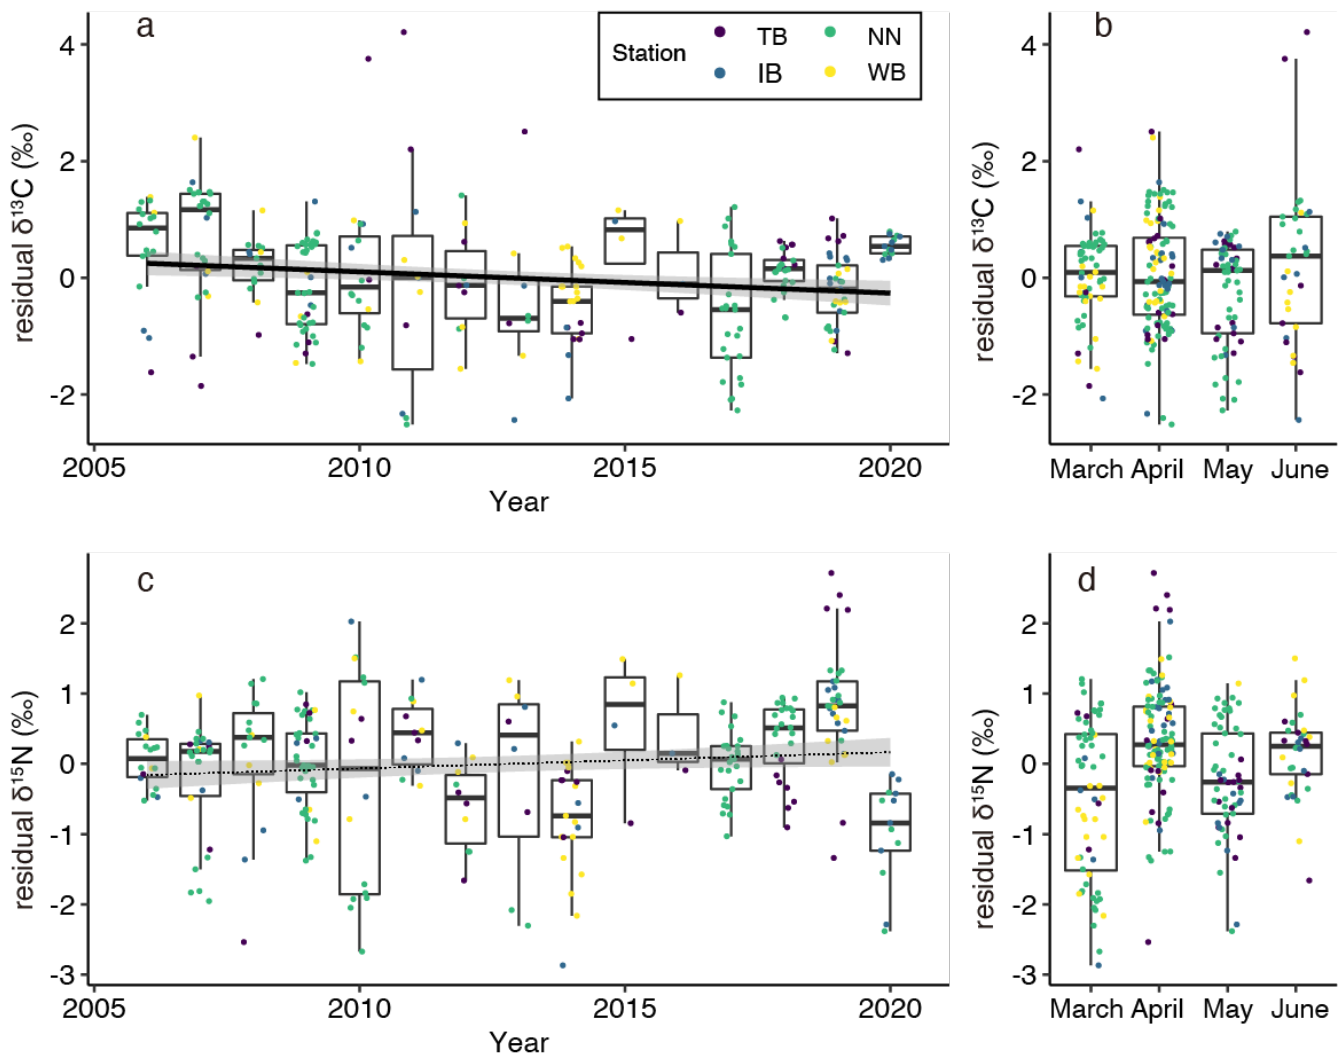 a
4
2
0
-2
residual δ13C (‰)
Station
TB
NN
IB
WB
2005
2010
2015
2020
Year
b
4
2
0
-2
residual δ13C (‰)
March
April
May
June
c
2
1
0
-1
-2
-3
residual δ15N (‰)
2005
2010
2015
2020
Year
d
2
1
0
-1
-2
-3
residual δ15N (‰)
March
April
May
June